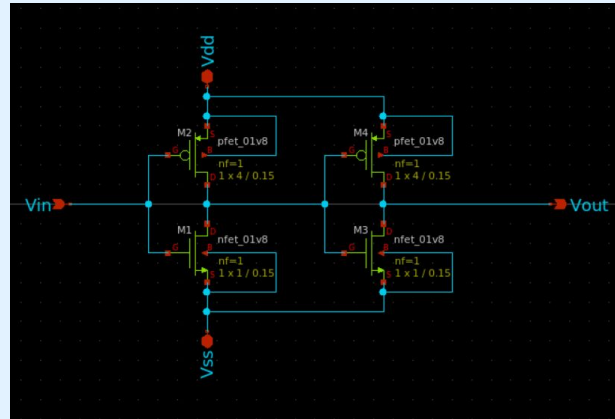 Vdd
M2
S
pfet_01v8
G
B
nf=1
1 x 4 / 0.15
D
M4
S
pfet_01v8
G
B
nf=1
1 x 4 / 0.15
D
Vin
Vout
M1
D
nfet_01v8
G
B
nf=1
1 x 1 / 0.15
S
M3
D
nfet_01v8
G
B
nf=1
1 x 1 / 0.15
S
Vss